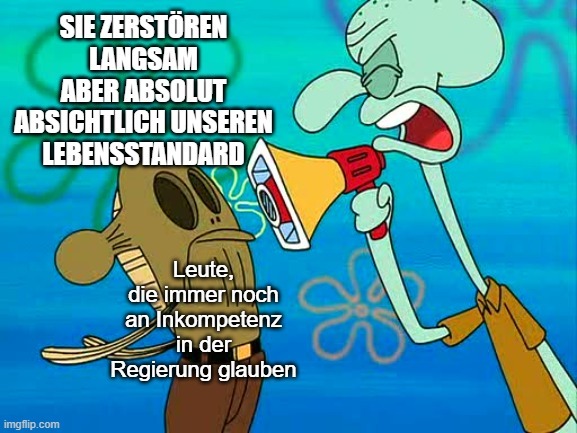 SIE ZERSTÖREN
LANGSAM
ABER ABSOLUT
ABSICHTLICH UNSEREN
LEBENSSTANDARD
Leute,
die immer noch
an Inkompetenz
in der
Regierung glauben
imgflip.com